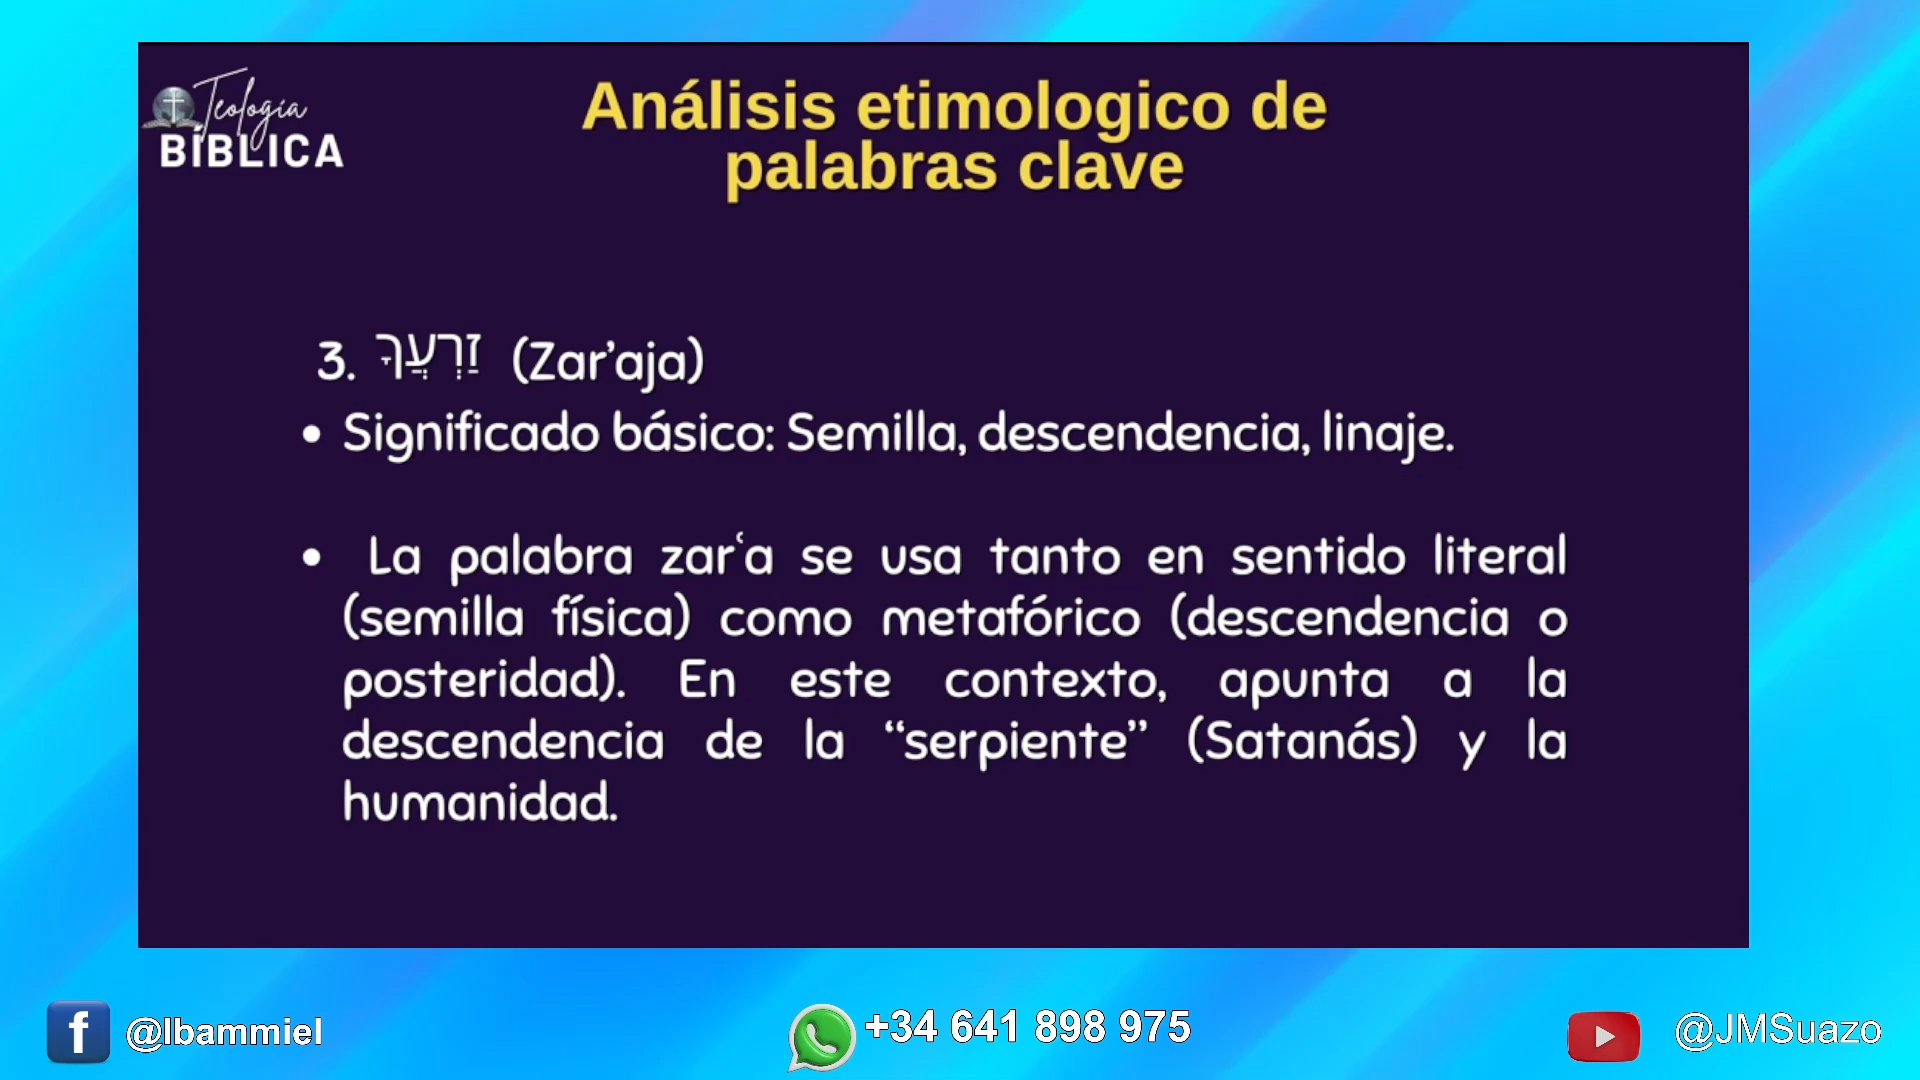 Teología
BÍBLICA
Análisis etimologico de
palabras clave
3. זַרְעֲךָ (Zar’aja)
• Significado básico: Semilla, descendencia, linaje.
• La palabra zarʿa se usa tanto en sentido literal
(semilla física) como metafórico (descendencia o
posteridad). En este contexto, apunta a la
descendencia de la “serpiente” (Satanás) y la
humanidad.
@lbammiel
+34 641 898 975
@JMSuazo